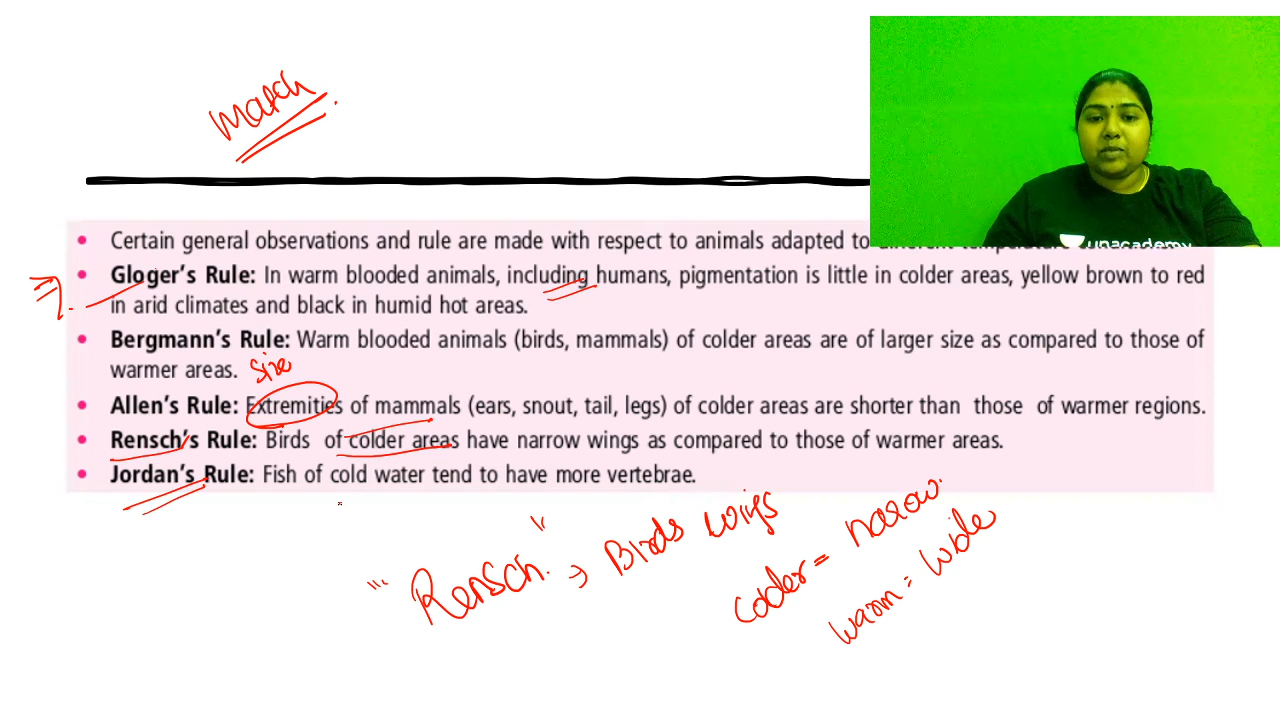 March
• Certain general observations and rule are made with respect to animals adapted to different temperature
• Gloger's Rule: In warm blooded animals, including humans, pigmentation is little in colder areas, yellow brown to red
in arid climates and black in humid hot areas.
• Bergmann's Rule: Warm blooded animals (birds, mammals) of colder areas are of larger size as compared to those of
warmer areas.
size
• Allen's Rule: Extremities of mammals (ears, snout, tail, legs) of colder areas are shorter than those of warmer regions.
• Rensch's Rule: Birds of colder areas have narrow wings as compared to those of warmer areas.
• Jordan's Rule: Fish of cold water tend to have more vertebrae.
"Rensch." → Birds wings
colder = narow.
warm = wide
unacademy